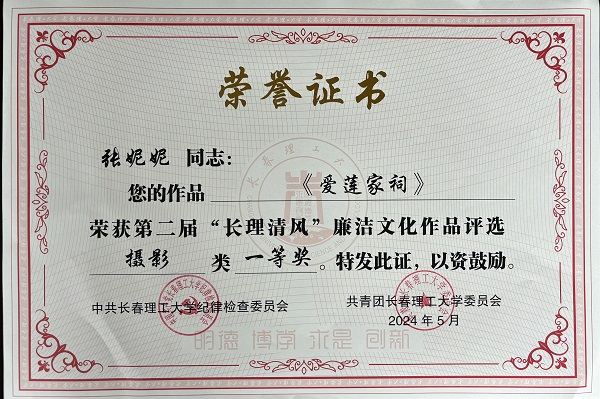 荣誉证书
张妮妮 同志：
您的作品 《爱莲家祠》
荣获第二届“长理清风”廉洁文化作品评选
摄影 类 一等奖 。特发此证，以资鼓励。
中共长春理工大学纪律检查委员会
共青团长春理工大学委员会
2024 年 5 月
明德 博学 求是 创新